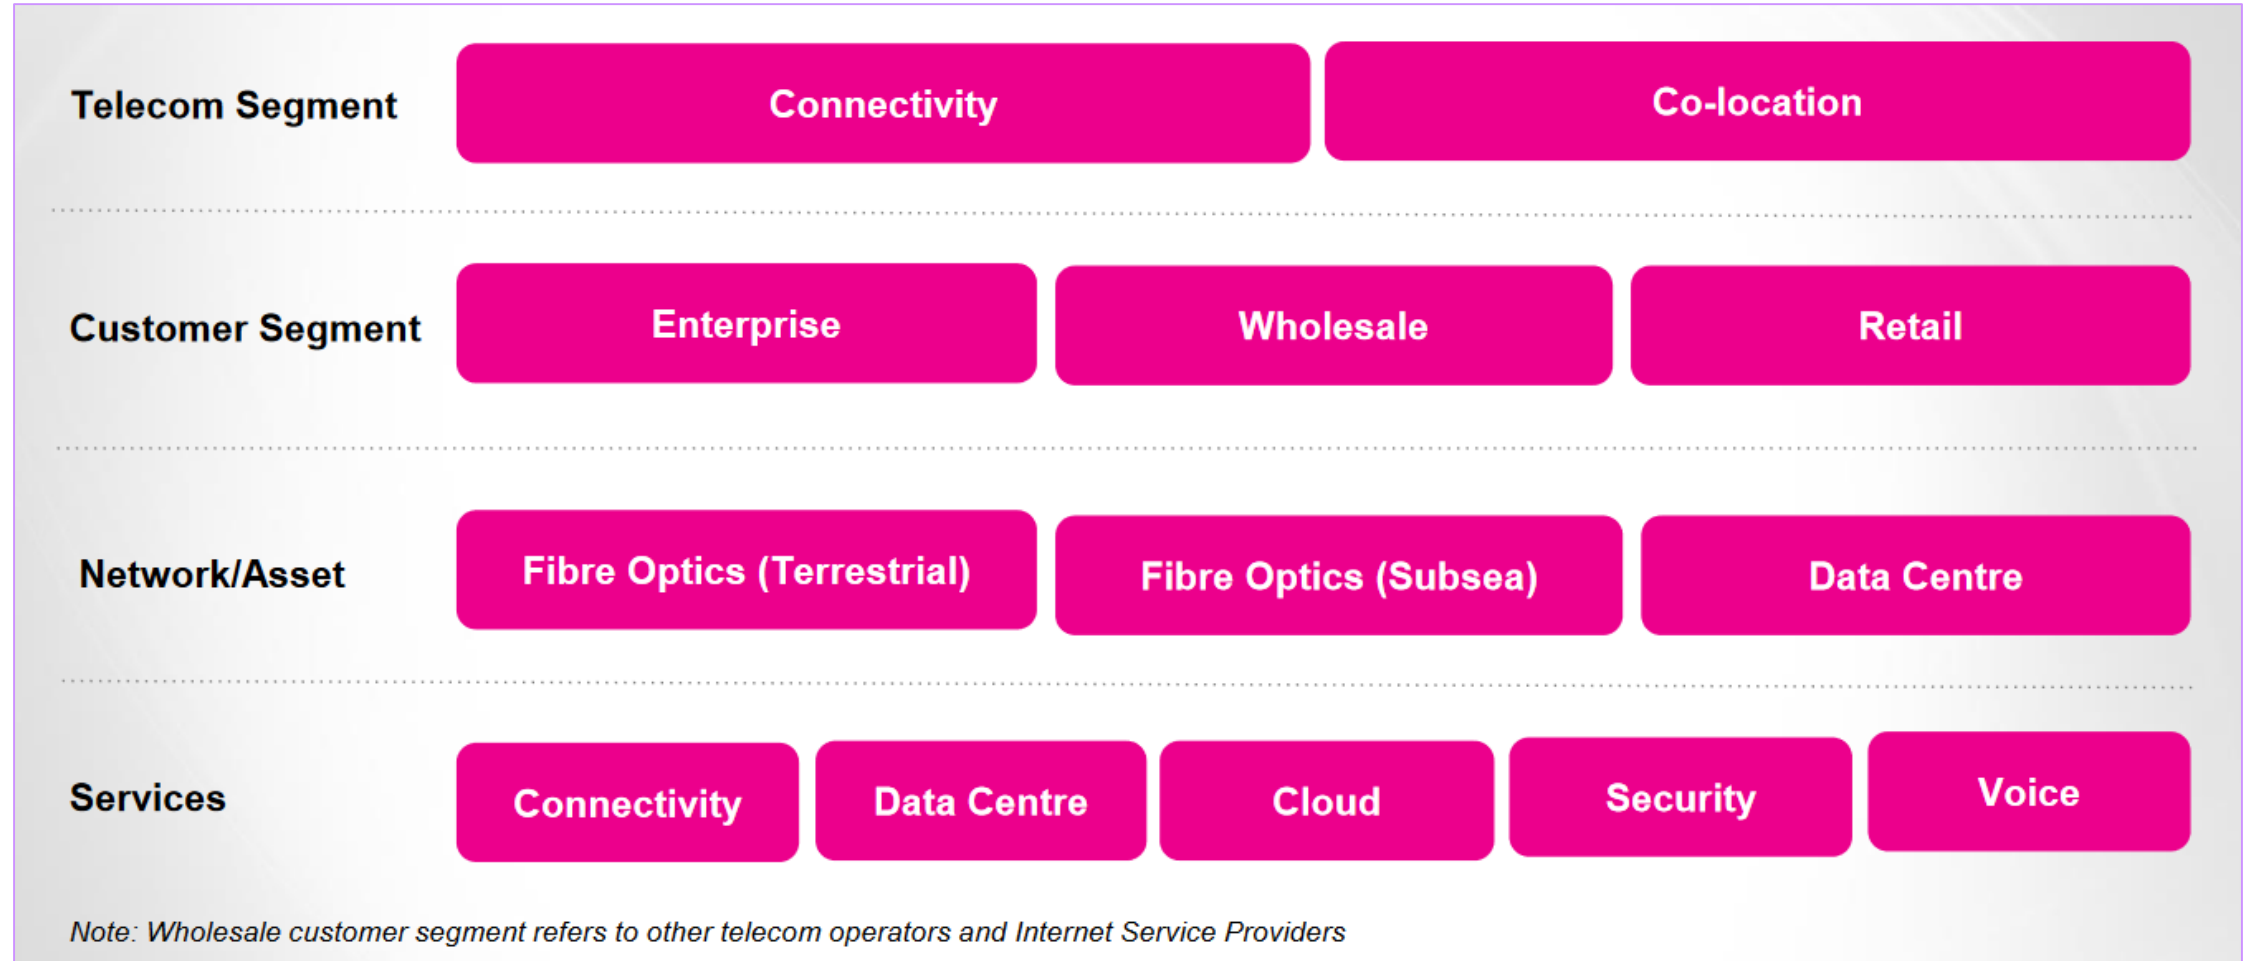 Telecom Segment
Connectivity
Co-location
Customer Segment
Enterprise
Wholesale
Retail
Network/Asset
Fibre Optics (Terrestrial)
Fibre Optics (Subsea)
Data Centre
Services
Connectivity
Data Centre
Cloud
Security
Voice
Note: Wholesale customer segment refers to other telecom operators and Internet Service Providers